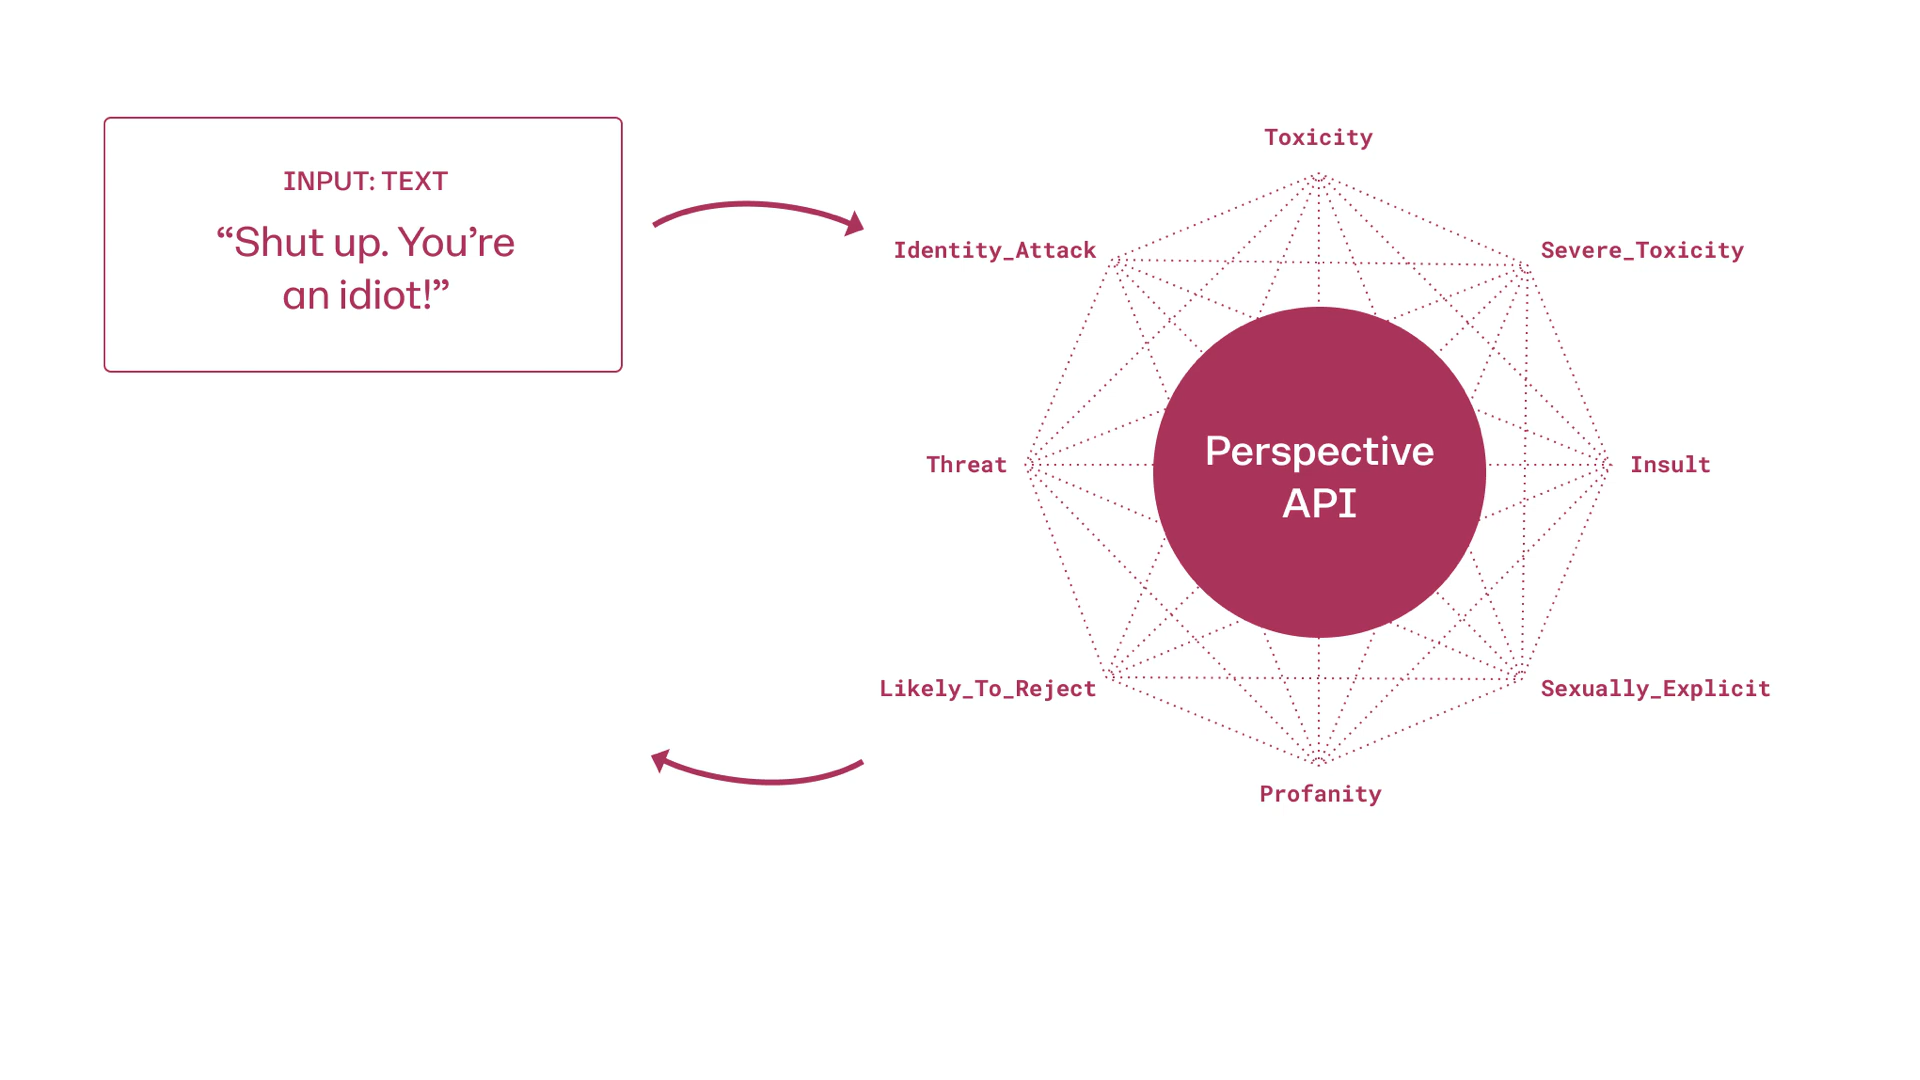 INPUT: TEXT
“Shut up. You’re
an idiot!”
Toxicity
Identity_Attack
Severe_Toxicity
Threat
Perspective
API
Insult
Likely_To_Reject
Sexually_Explicit
Profanity